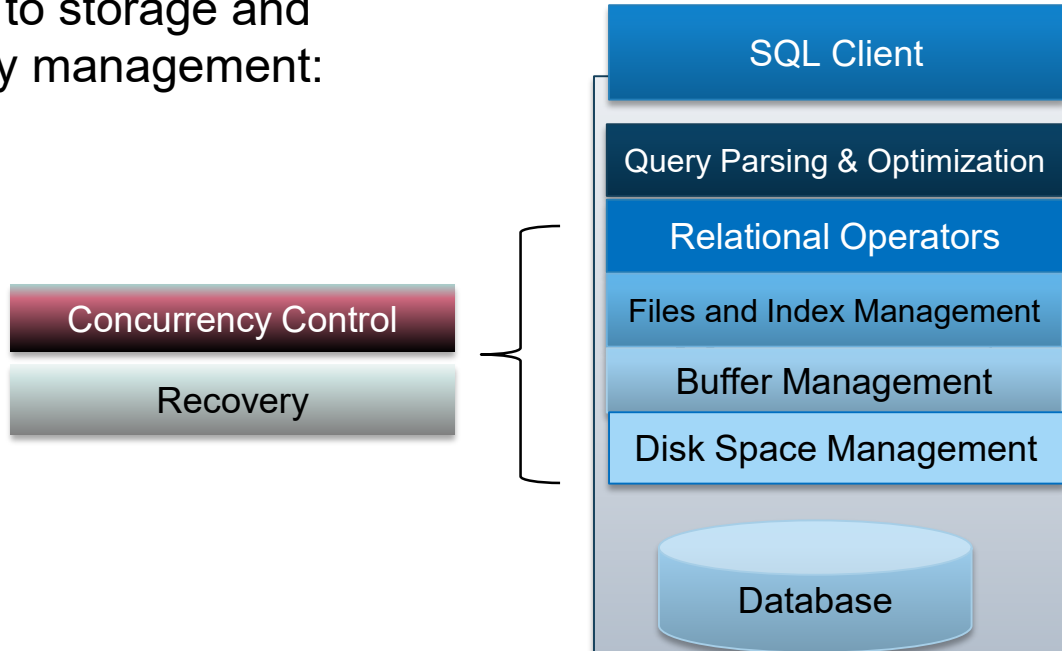 to storage and
y management:
SQL Client
Query Parsing & Optimization
Relational Operators
Files and Index Management
Buffer Management
Disk Space Management
Database
Concurrency Control
Recovery